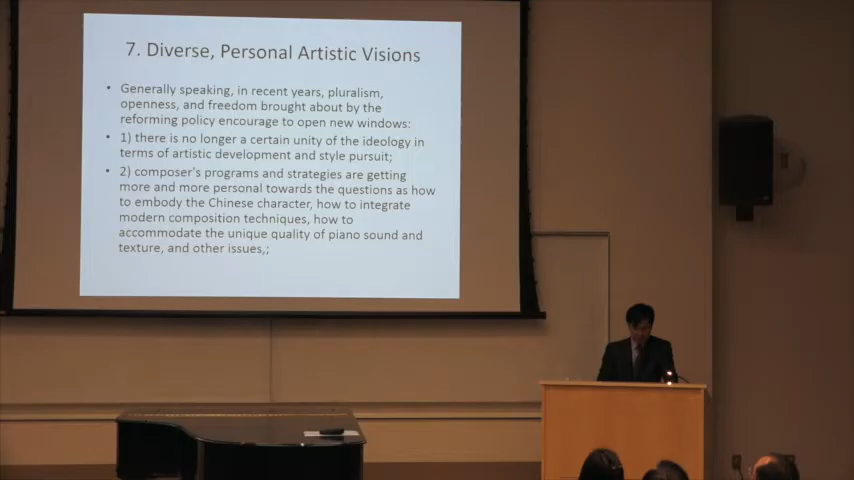 7. Diverse, Personal Artistic Visions
• Generally speaking, in recent years, pluralism,
openness, and freedom brought about by the
reforming policy encourage to open new windows:
• 1) there is no longer a certain unity of the ideology in
terms of artistic development and style pursuit;
• 2) composer's programs and strategies are getting
more and more personal towards the questions as how
to embody the Chinese character, how to integrate
modern composition techniques, how to
accommodate the unique quality of piano sound and
texture, and other issues,;